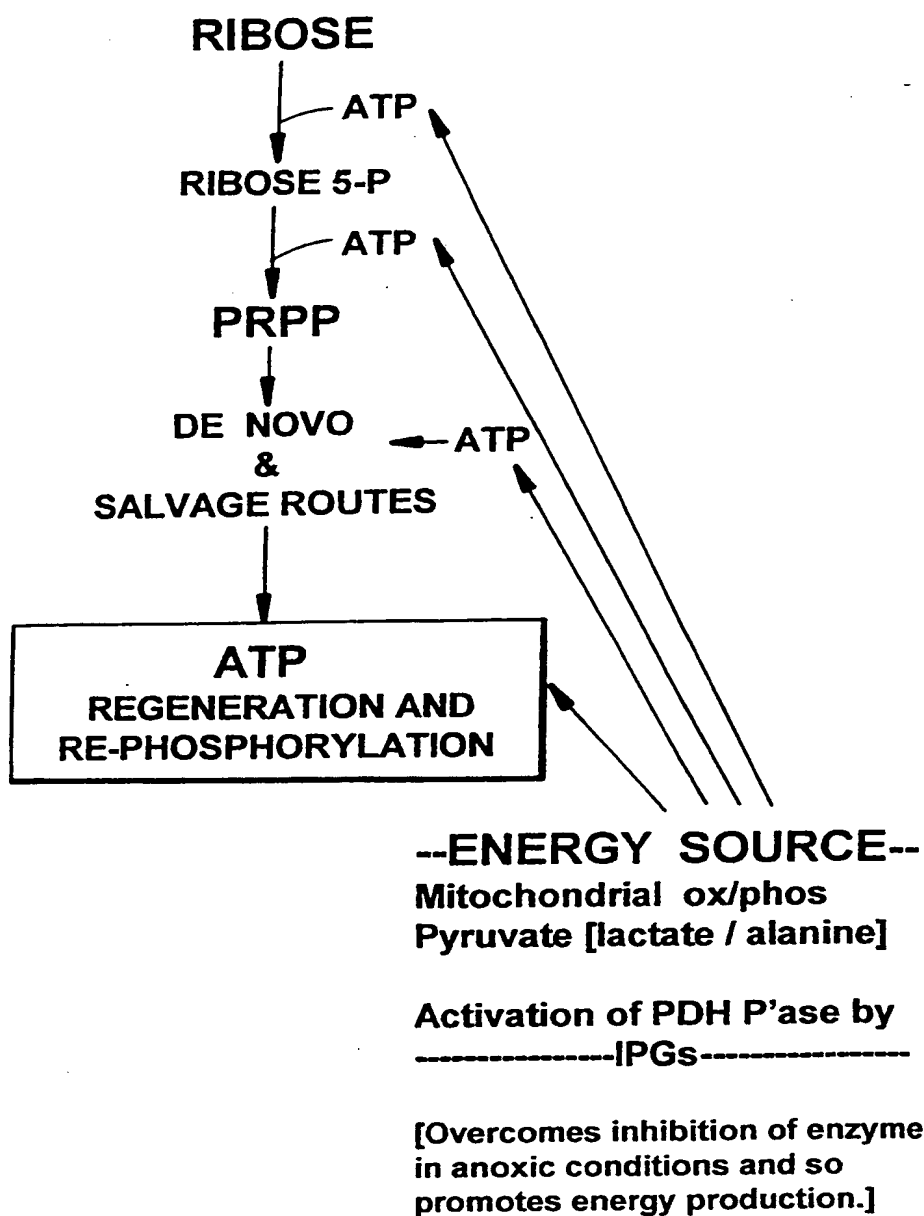 RIBOSE
ATP
RIBOSE 5-P
ATP
PRPP
DE NOVO
&
SALVAGE ROUTES
ATP
ATP
REGENERATION AND
RE-PHOSPHORYLATION
--ENERGY SOURCE--
Mitochondrial ox/phos
Pyruvate [lactate / alanine]
Activation of PDH P'ase by
----------------IPGs-----------------
[Overcomes inhibition of enzyme
in anoxic conditions and so
promotes energy production.]